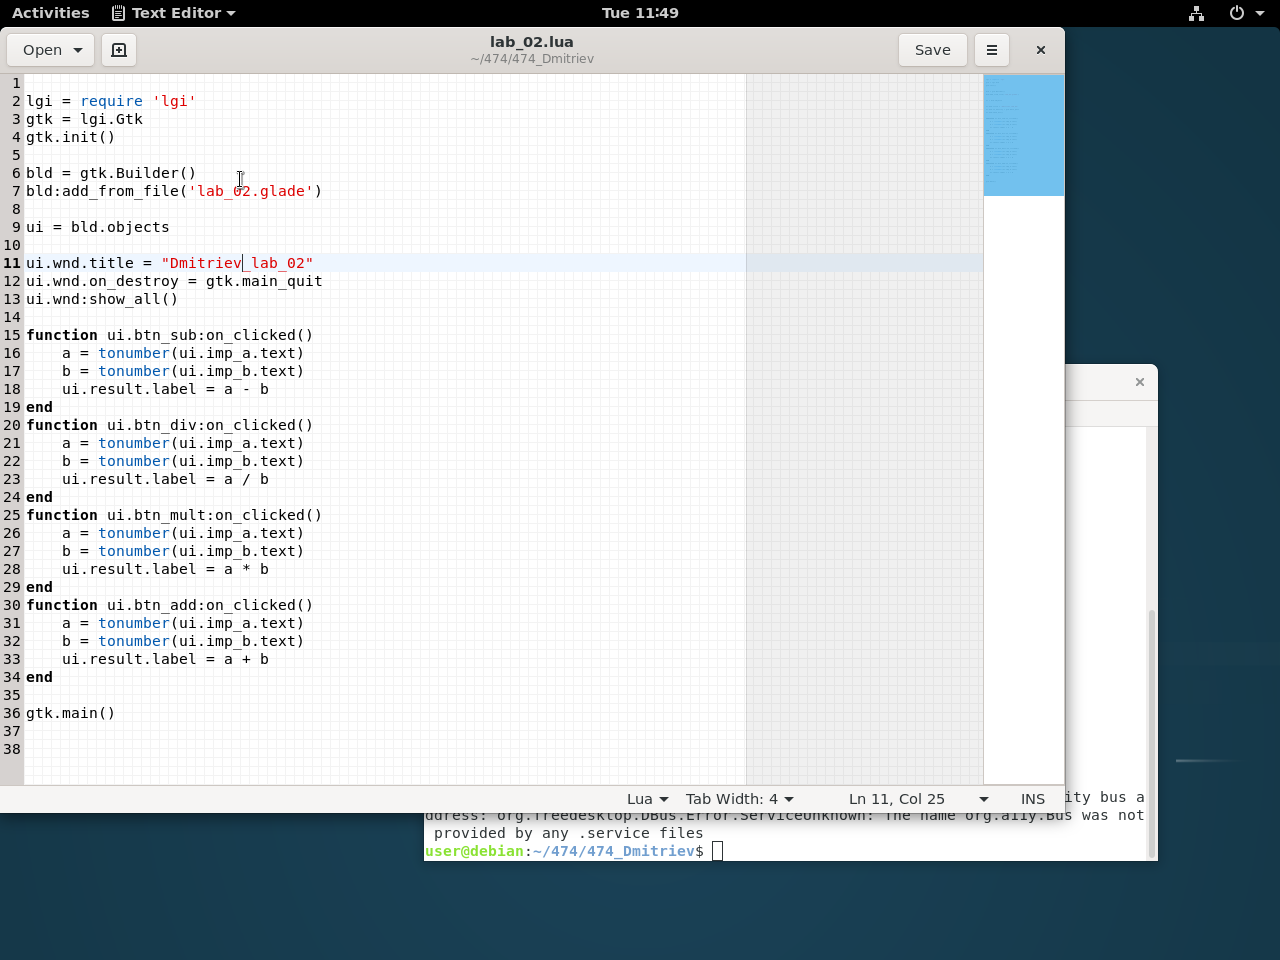 Activities Text Editor Tue 11:49
Open lab_02.lua Save
~/474/474_Dmitriev
1
2 lgi = require 'lgi'
3 gtk = lgi.Gtk
4 gtk.init()
5
6 bld = gtk.Builder()
7 bld:add_from_file('lab_02.glade')
8
9 ui = bld.objects
10
11 ui.wnd.title = "Dmitriev_lab_02"
12 ui.wnd.on_destroy = gtk.main_quit
13 ui.wnd:show_all()
14
15 function ui.btn_sub:on_clicked()
16     a = tonumber(ui.imp_a.text)
17     b = tonumber(ui.imp_b.text)
18     ui.result.label = a - b
19 end
20 function ui.btn_div:on_clicked()
21     a = tonumber(ui.imp_a.text)
22     b = tonumber(ui.imp_b.text)
23     ui.result.label = a / b
24 end
25 function ui.btn_mult:on_clicked()
26     a = tonumber(ui.imp_a.text)
27     b = tonumber(ui.imp_b.text)
28     ui.result.label = a * b
29 end
30 function ui.btn_add:on_clicked()
31     a = tonumber(ui.imp_a.text)
32     b = tonumber(ui.imp_b.text)
33     ui.result.label = a + b
34 end
35
36 gtk.main()
37
38
Lua Tab Width: 4 Ln 11, Col 25 INS
ity bus a
ddress: org.freedesktop.DBus.Error.ServiceUnknown: The name org.a11y.Bus was not
provided by any .service files
user@debian:~/474/474_Dmitriev$